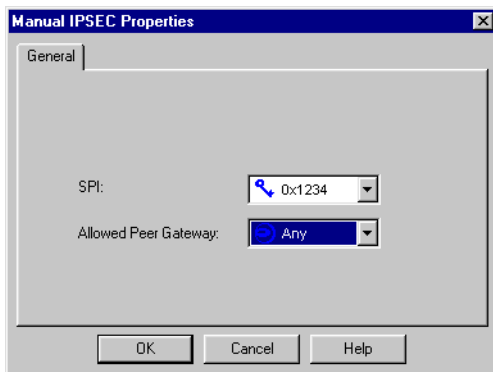 Manual IPSEC Properties
General
SPI: 0x1234
Allowed Peer Gateway: Any
OK Cancel Help